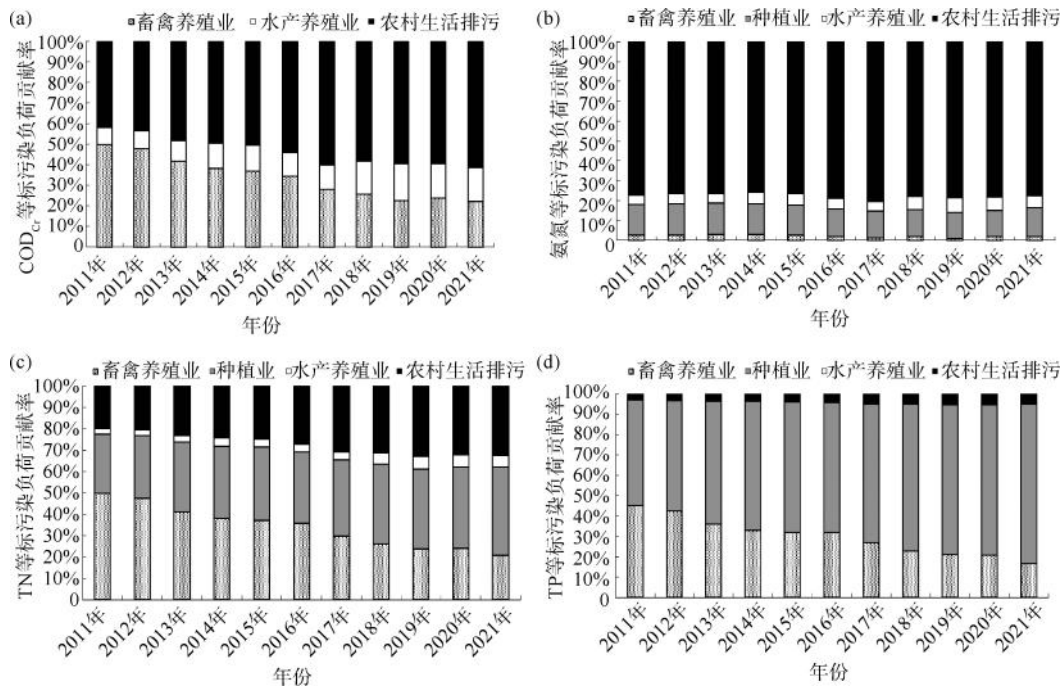 (a)
畜禽养殖业 水产养殖业 农村生活排污
COD_Cr等标污染负荷贡献率
100%
90%
80%
70%
60%
50%
40%
30%
20%
10%
0
2011年 2012年 2013年 2014年 2015年 2016年 2017年 2018年 2019年 2020年 2021年
年份
(b)
畜禽养殖业 种植业 水产养殖业 农村生活排污
氨氮等标污染负荷贡献率
100%
90%
80%
70%
60%
50%
40%
30%
20%
10%
0
2011年 2012年 2013年 2014年 2015年 2016年 2017年 2018年 2019年 2020年 2021年
年份
(c)
畜禽养殖业 种植业 水产养殖业 农村生活排污
TN等标污染负荷贡献率
100%
90%
80%
70%
60%
50%
40%
30%
20%
10%
0
2011年 2012年 2013年 2014年 2015年 2016年 2017年 2018年 2019年 2020年 2021年
年份
(d)
畜禽养殖业 种植业 水产养殖业 农村生活排污
TP等标污染负荷贡献率
100%
90%
80%
70%
60%
50%
40%
30%
20%
10%
0
2011年 2012年 2013年 2014年 2015年 2016年 2017年 2018年 2019年 2020年 2021年
年份